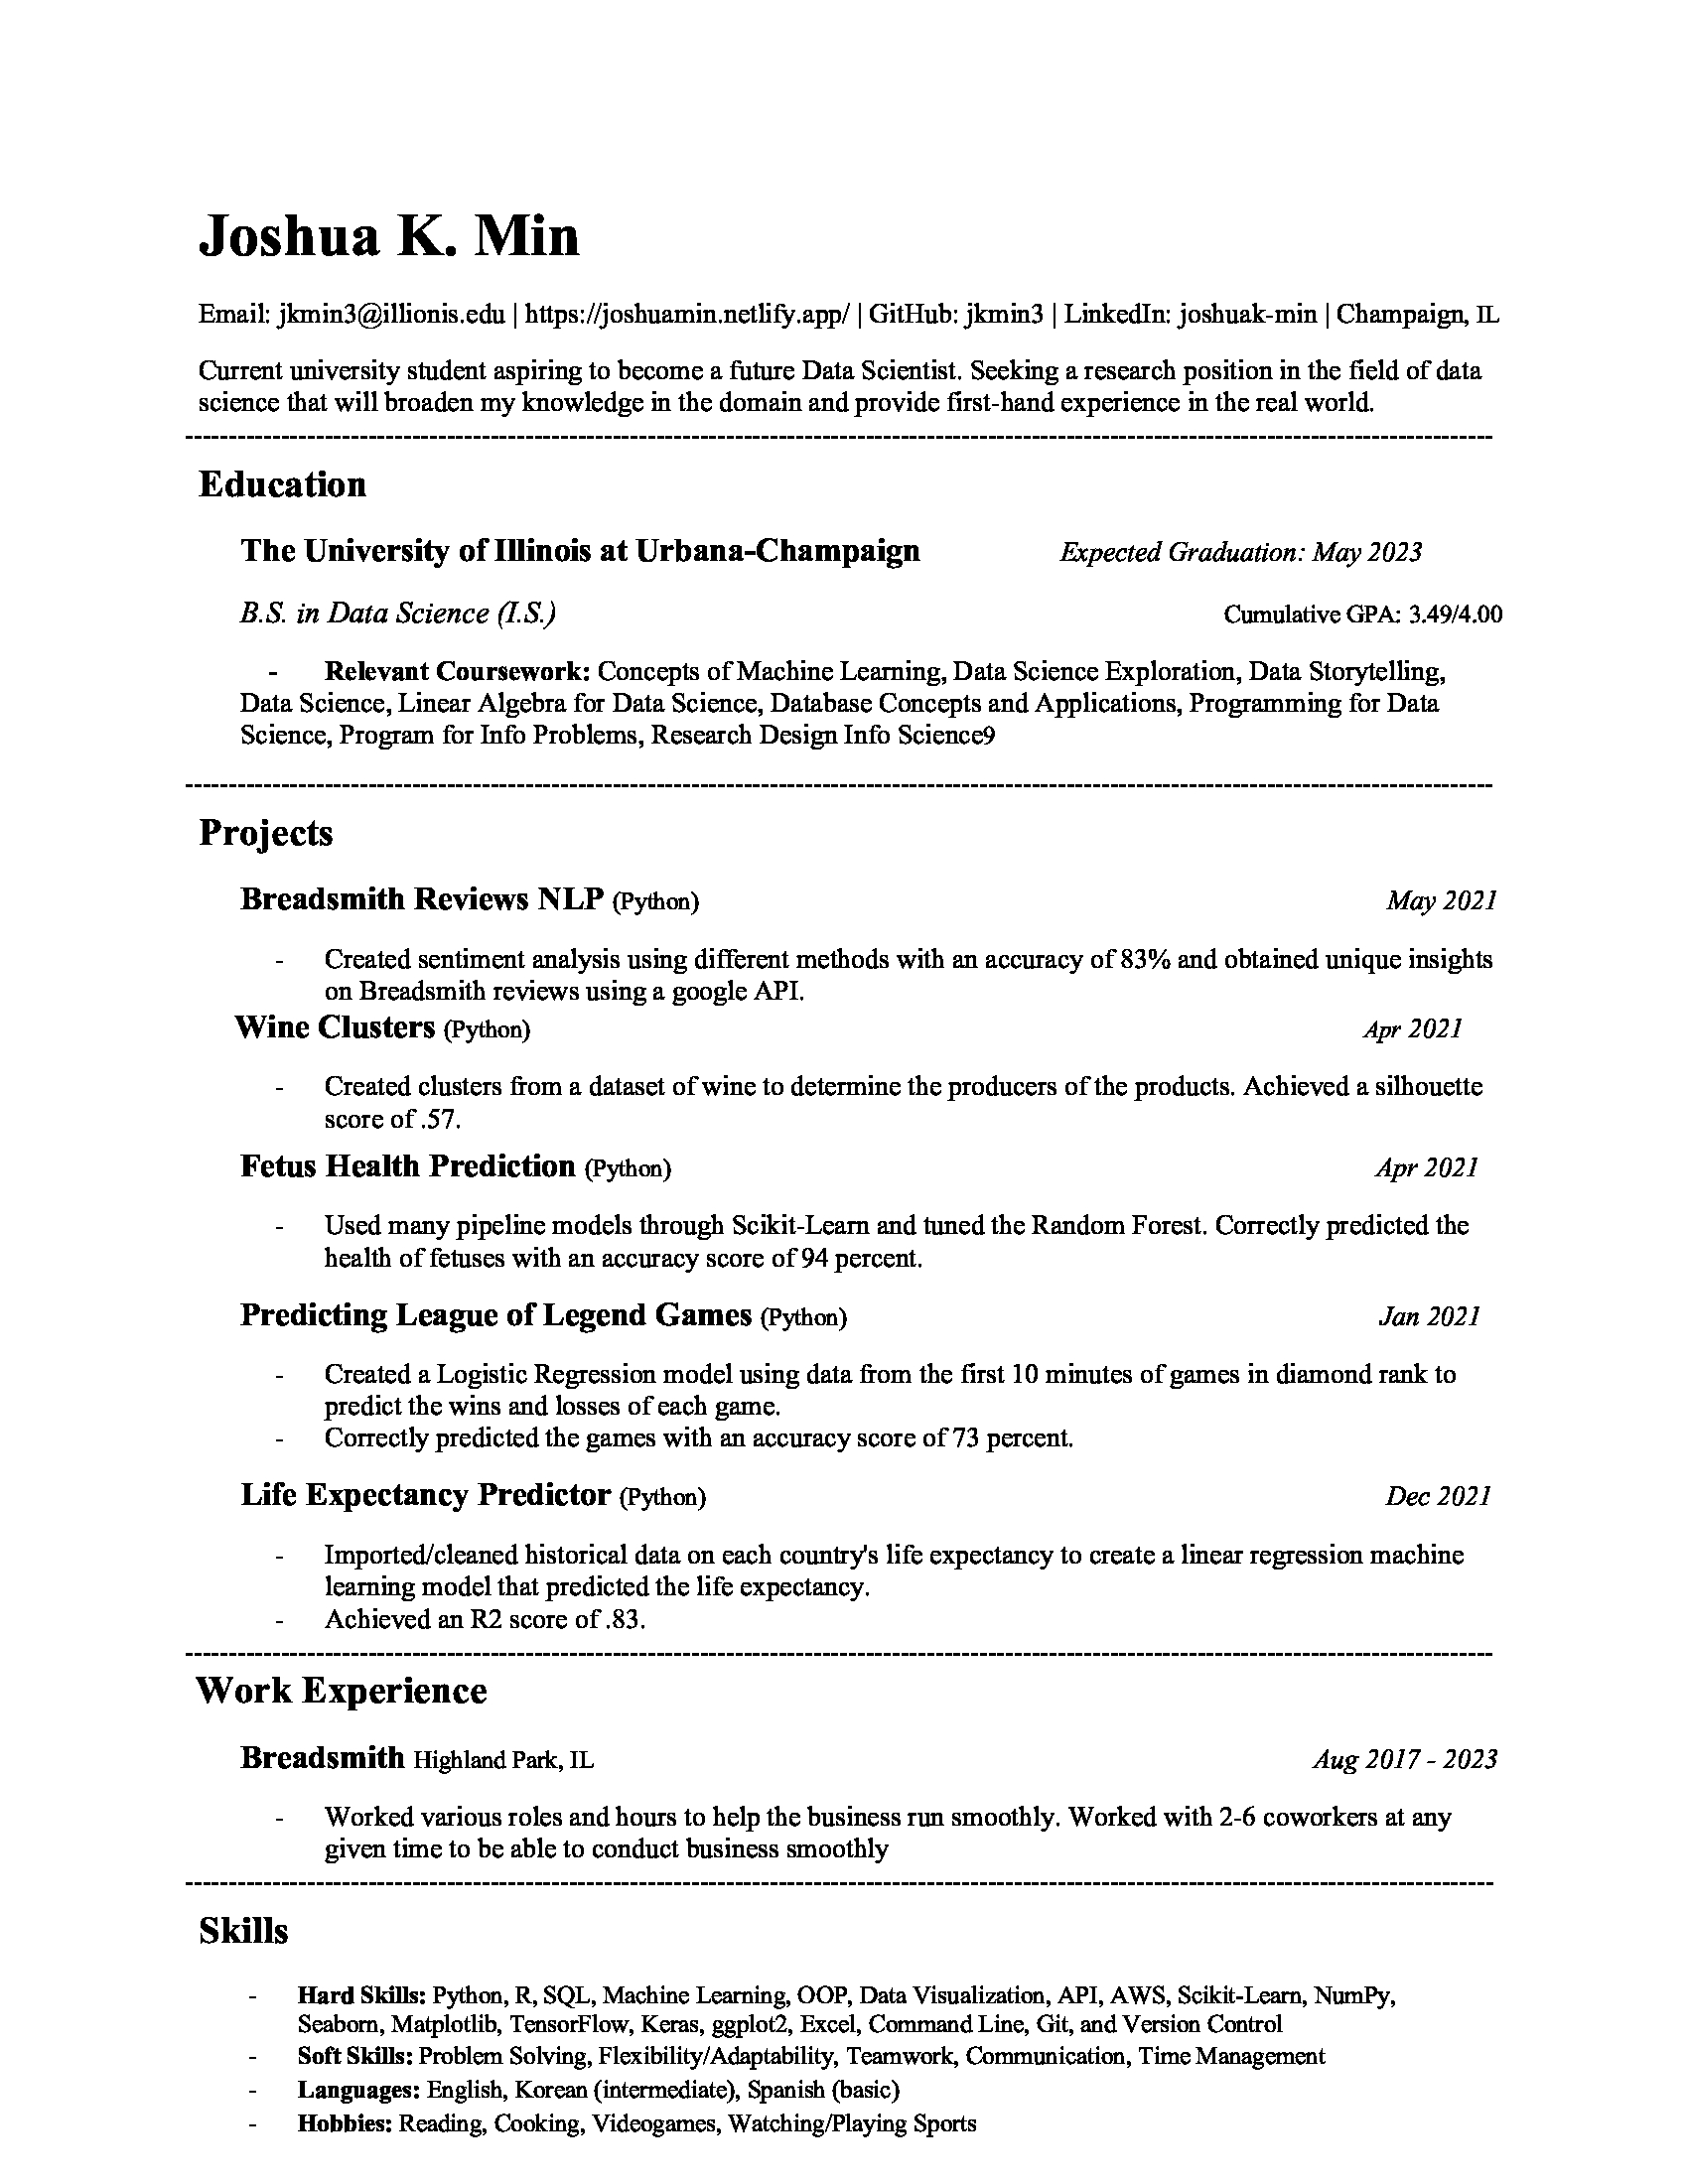 Joshua K. Min
Email: jkmin3@illionis.edu | https://joshuamin.netlify.app/ | GitHub: jkmin3 | LinkedIn: joshuak-min | Champaign, IL
Current university student aspiring to become a future Data Scientist. Seeking a research position in the field of data
science that will broaden my knowledge in the domain and provide first-hand experience in the real world.
Education
The University of Illinois at Urbana-Champaign Expected Graduation: May 2023
B.S. in Data Science (I.S.) Cumulative GPA: 3.49/4.00
- Relevant Coursework: Concepts of Machine Learning, Data Science Exploration, Data Storytelling,
Data Science, Linear Algebra for Data Science, Database Concepts and Applications, Programming for Data
Science, Program for Info Problems, Research Design Info Science9
Projects
Breadsmith Reviews NLP (Python) May 2021
- Created sentiment analysis using different methods with an accuracy of 83% and obtained unique insights
on Breadsmith reviews using a google API.
Wine Clusters (Python) Apr 2021
- Created clusters from a dataset of wine to determine the producers of the products. Achieved a silhouette
score of .57.
Fetus Health Prediction (Python) Apr 2021
- Used many pipeline models through Scikit-Learn and tuned the Random Forest. Correctly predicted the
health of fetuses with an accuracy score of 94 percent.
Predicting League of Legend Games (Python) Jan 2021
- Created a Logistic Regression model using data from the first 10 minutes of games in diamond rank to
predict the wins and losses of each game.
- Correctly predicted the games with an accuracy score of 73 percent.
Life Expectancy Predictor (Python) Dec 2021
- Imported/cleaned historical data on each country's life expectancy to create a linear regression machine
learning model that predicted the life expectancy.
- Achieved an R2 score of .83.
Work Experience
Breadsmith Highland Park, IL Aug 2017 - 2023
- Worked various roles and hours to help the business run smoothly. Worked with 2-6 coworkers at any
given time to be able to conduct business smoothly
Skills
- Hard Skills: Python, R, SQL, Machine Learning, OOP, Data Visualization, API, AWS, Scikit-Learn, NumPy,
Seaborn, Matplotlib, TensorFlow, Keras, ggplot2, Excel, Command Line, Git, and Version Control
- Soft Skills: Problem Solving, Flexibility/Adaptability, Teamwork, Communication, Time Management
- Languages: English, Korean (intermediate), Spanish (basic)
- Hobbies: Reading, Cooking, Videogames, Watching/Playing Sports